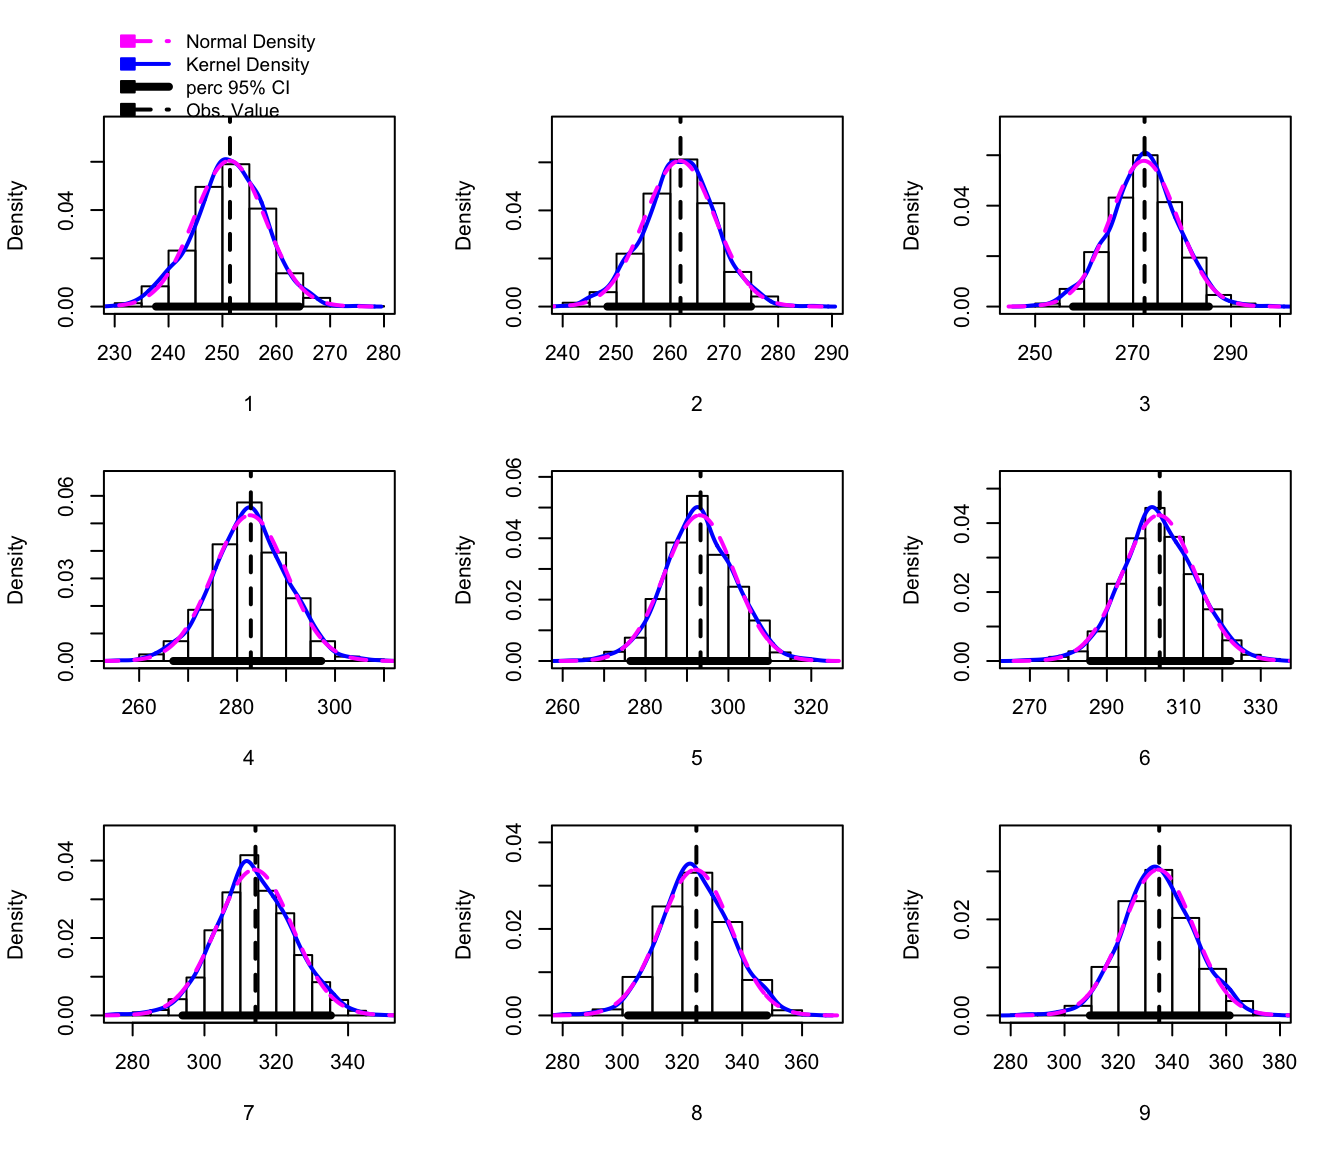 Normal Density
Kernel Density
perc 95% CI
Obs. Value
Density
0.00 0.04
230 240 250 260 270 280
1
Density
0.00 0.04
240 250 260 270 280 290
2
Density
0.00 0.04
250 270 290
3
Density
0.00 0.03 0.06
260 280 300
4
Density
0.00 0.02 0.04 0.06
260 280 300 320
5
Density
0.00 0.02 0.04
270 290 310 330
6
Density
0.00 0.02 0.04
280 300 320 340
7
Density
0.00 0.02 0.04
280 300 320 340 360
8
Density
0.00 0.02
280 300 320 340 360 380
9